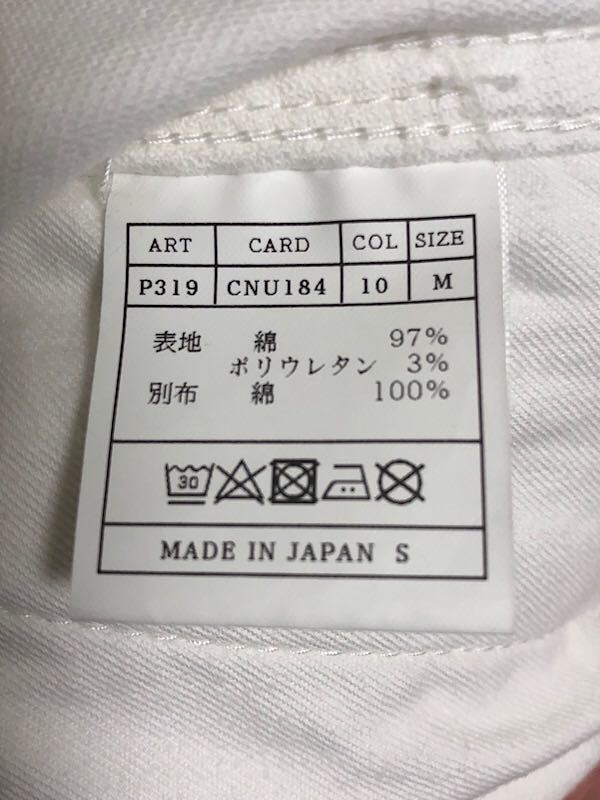 ART CARD COL SIZE
P319 CNU184 10 M
表地 綿 97%
ポリウレタン 3%
別布 綿 100%
30
MADE IN JAPAN S